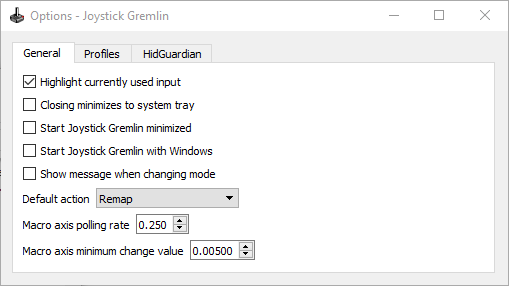 Options - Joystick Gremlin
General Profiles HidGuardian
Highlight currently used input
Closing minimizes to system tray
Start Joystick Gremlin minimized
Start Joystick Gremlin with Windows
Show message when changing mode
Default action Remap
Macro axis polling rate 0.250
Macro axis minimum change value 0.00500